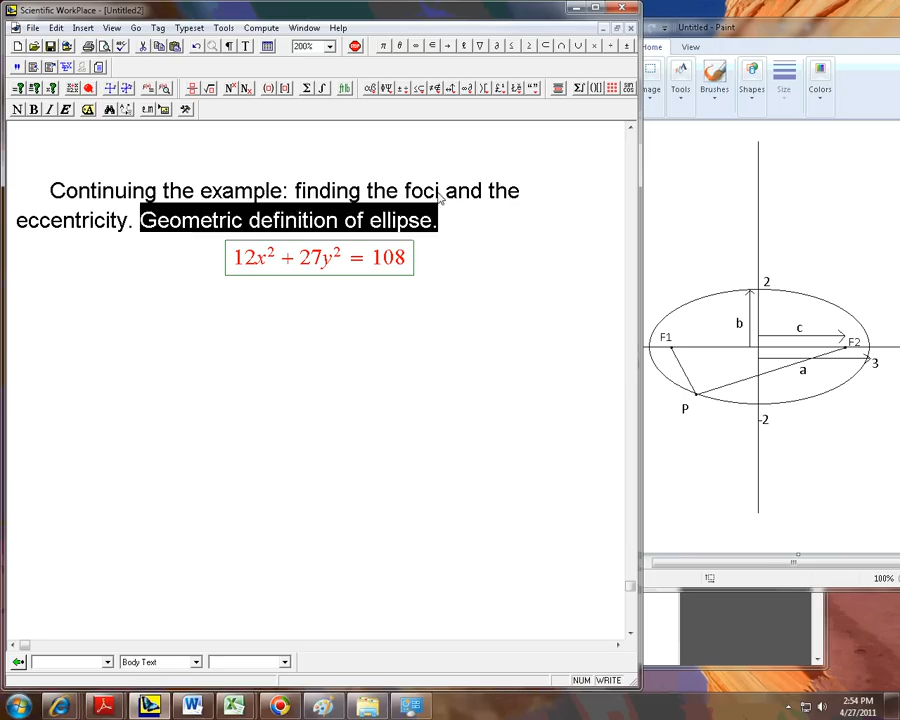 Scientific WorkPlace - [Untitled2]
File Edit Insert View Go Tag Typeset Tools Compute Window Help
200%
Continuing the example: finding the foci and the
eccentricity. Geometric definition of ellipse.
12x² + 27y² = 108
Body Text
NUM WRITE
Untitled - Paint
Home View
mage Tools Brushes Shapes Size Colors
2
b
c
F1
F2
a
3
P
-2
100%
2:54 PM
4/27/2011